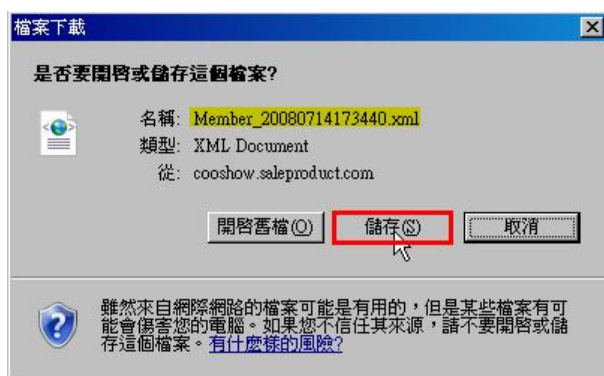 檔案下載
是否要開啓或儲存這個檔案?
名稱: Member_20080714173440.xml
類型: XML Document
從: cooshow.saleproduct.com
開啓舊檔(O) 儲存(S) 取消
雖然來自網際網路的檔案可能是有用的，但是某些檔案有可
能會傷害您的電腦。如果您不信任其來源，請不要開啓或儲
存這個檔案。有什麼樣的風險?